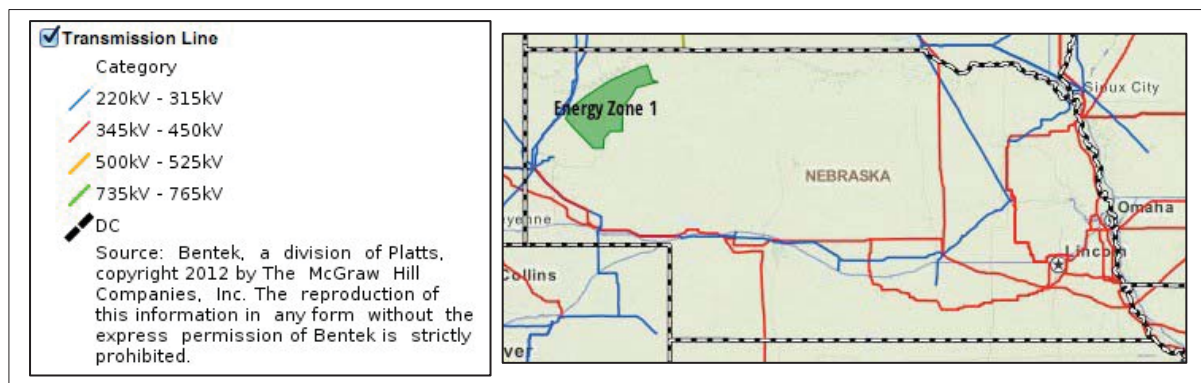 Transmission Line
Category
220kV - 315kV
345kV - 450kV
500kV - 525kV
735kV - 765kV
DC
Source: Bentek, a division of Platts,
copyright 2012 by The McGraw Hill
Companies, Inc. The reproduction of
this information in any form without the
express permission of Bentek is strictly
prohibited.
Sioux City
Energy Zone 1
NEBRASKA
Omaha
eyenne
Lincoln
Collins
ver